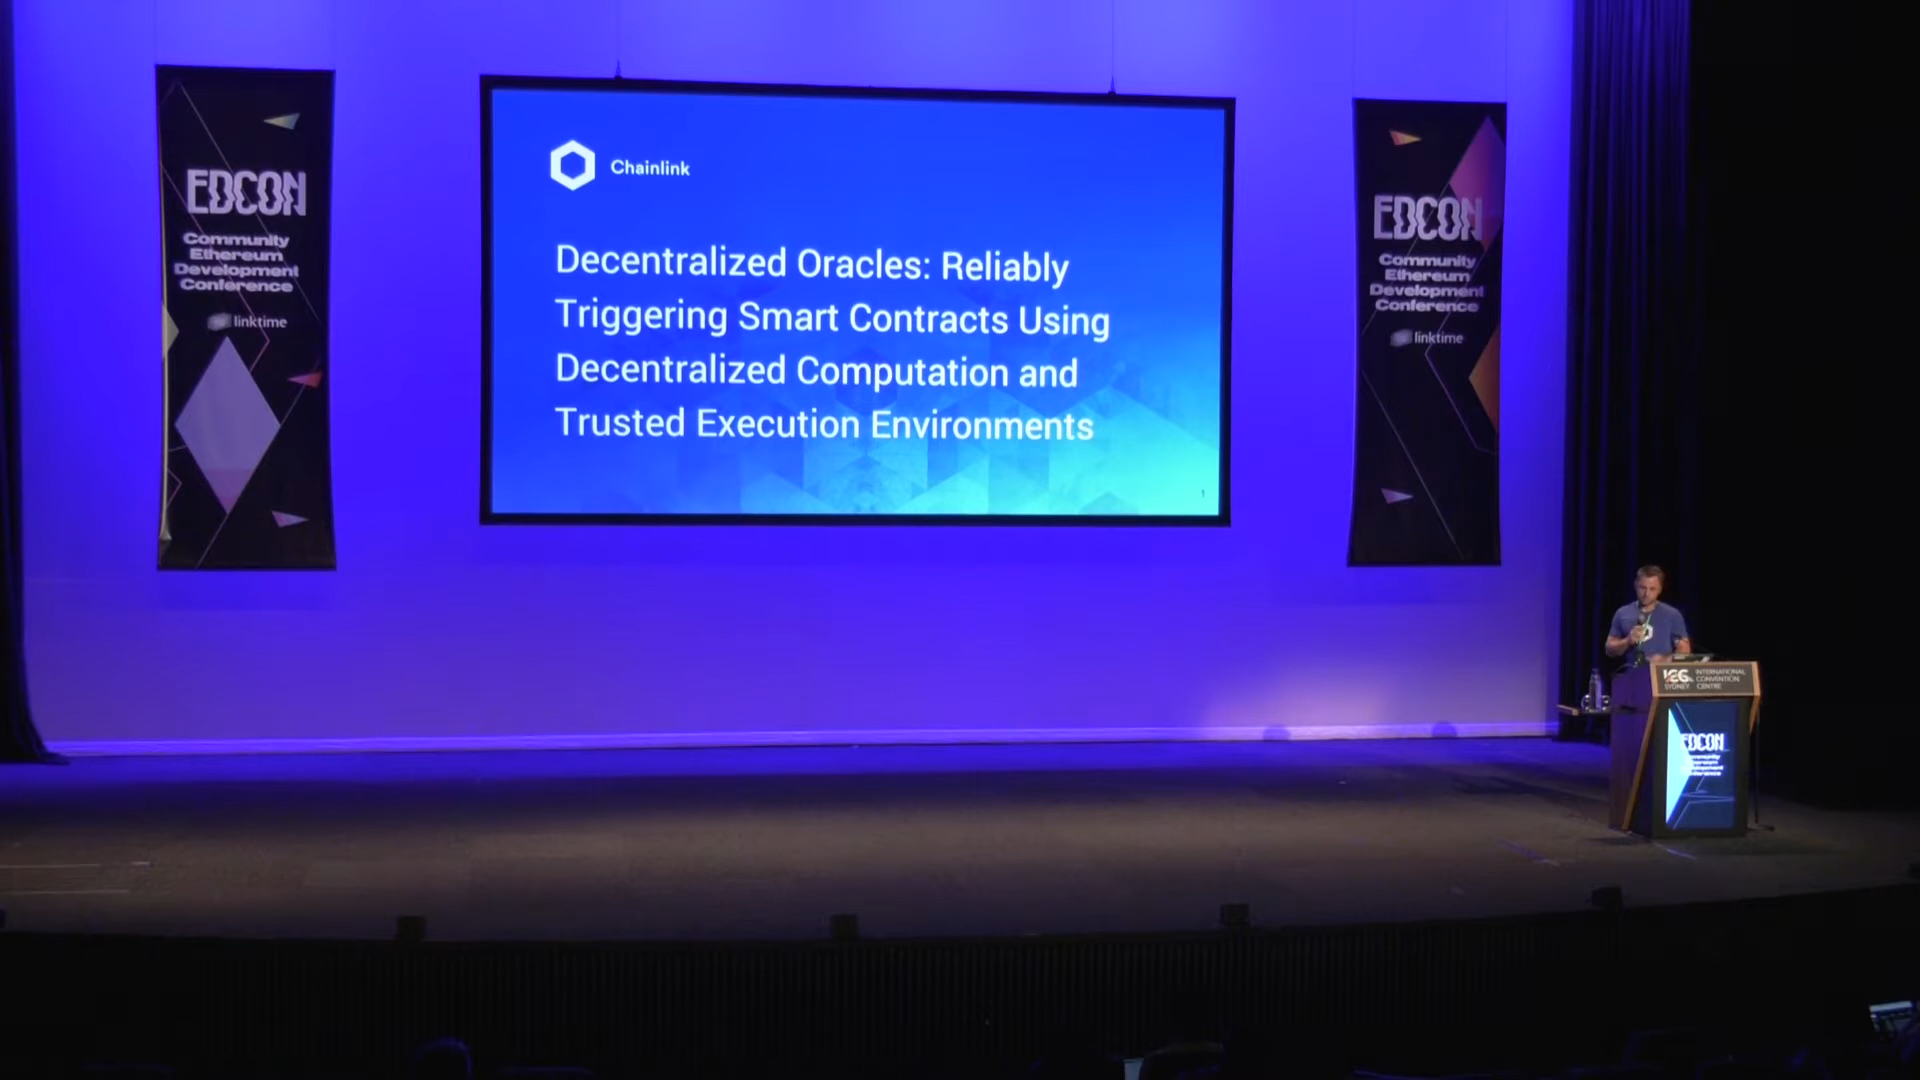 EDCON
Community
Ethereum
Development
Conference
linktime
Chainlink
Decentralized Oracles: Reliably
Triggering Smart Contracts Using
Decentralized Computation and
Trusted Execution Environments
1
EDCON
Community
Ethereum
Development
Conference
linktime
ICC
SYDNEY
INTERNATIONAL
CONVENTION
CENTRE
EDCON